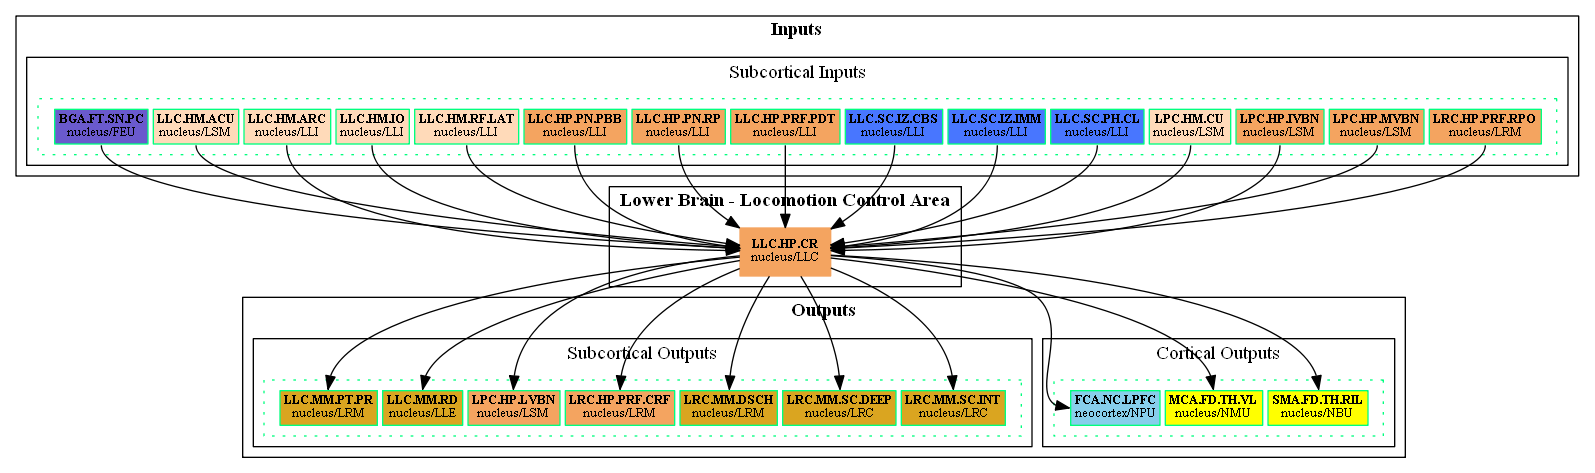 Inputs
Subcortical Inputs
BGA.FT.SN.PC
nucleus/FEU
LLC.HM.ACU
nucleus/LSM
LLC.HM.ARC
nucleus/LLI
LLC.HM.IO
nucleus/LLI
LLC.HM.RF.LAT
nucleus/LLI
LLC.HP.PN.PBB
nucleus/LLI
LLC.HP.PN.RP
nucleus/LLI
LLC.HP.PRF.PDT
nucleus/LLI
LLC.SC.IZ.CBS
nucleus/LLI
LLC.SC.IZ.IMM
nucleus/LLI
LLC.SC.PH.CL
nucleus/LLI
LPC.HM.CU
nucleus/LSM
LPC.HP.IVBN
nucleus/LSM
LPC.HP.MVBN
nucleus/LSM
LRC.HP.PRF.RPO
nucleus/LRM
Lower Brain - Locomotion Control Area
LLC.HP.CR
nucleus/LLC
Outputs
Subcortical Outputs
LLC.MM.PT.PR
nucleus/LRM
LLC.MM.RD
nucleus/LLE
LPC.HP.LVBN
nucleus/LSM
LRC.HP.PRF.CRF
nucleus/LRM
LRC.MM.DSCH
nucleus/LRM
LRC.MM.SC.DEEP
nucleus/LRC
LRC.MM.SC.INT
nucleus/LRC
Cortical Outputs
FCA.NC.LPFC
neocortex/NPU
MCA.FD.TH.VL
nucleus/NMU
SMA.FD.TH.RIL
nucleus/NBU